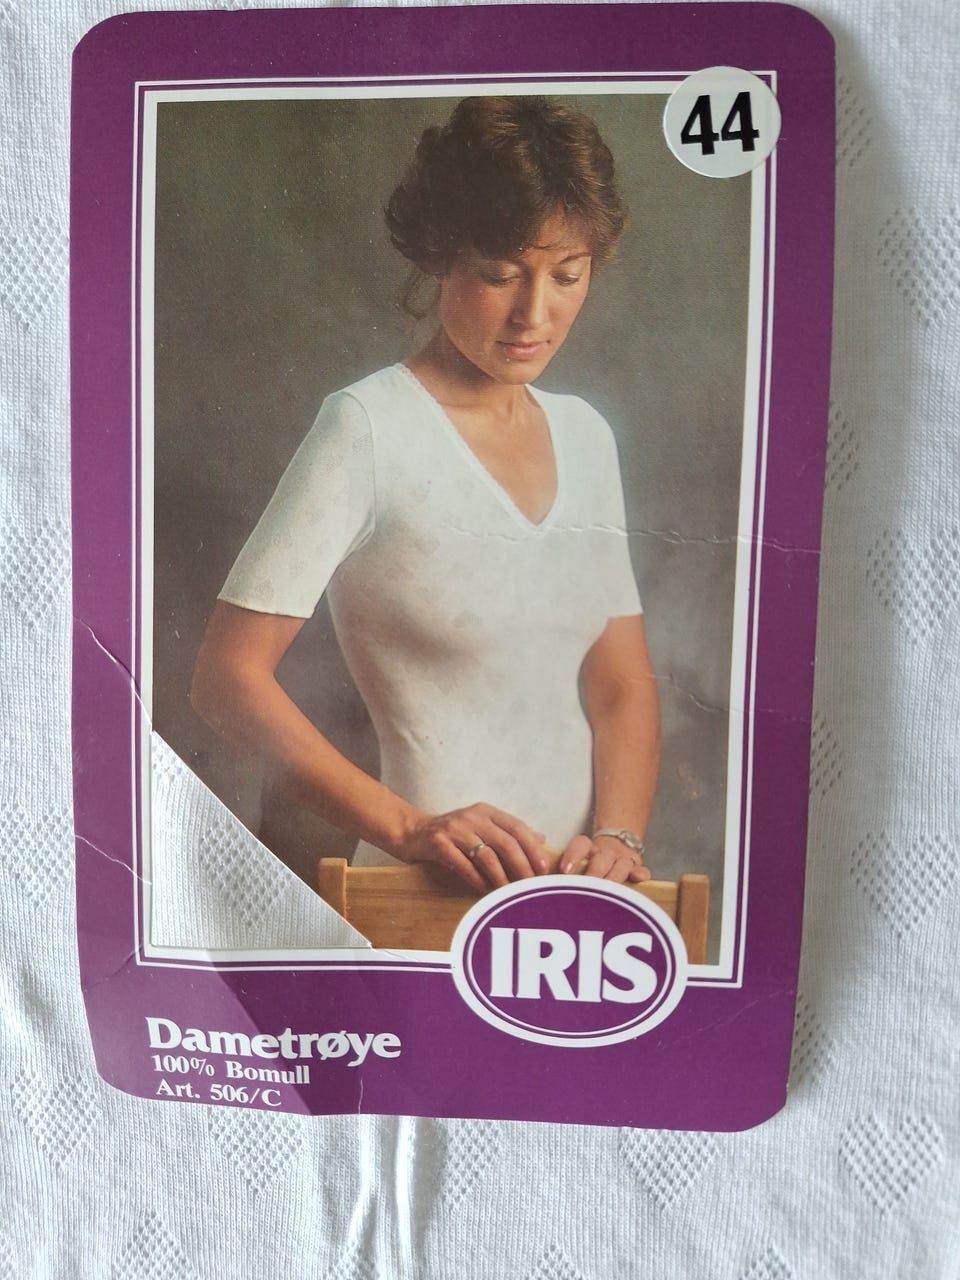 44
IRIS
Dametrøye
100% Bomull
Art. 506/C